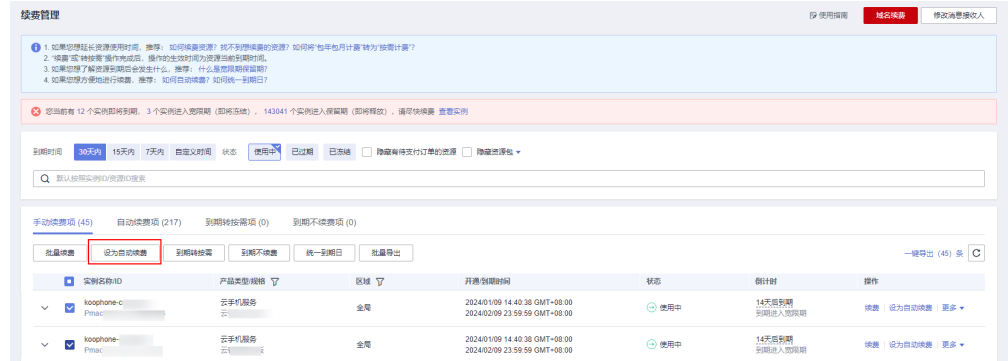 续费管理
使用指南
域名续费
修改消息接收人
1. 如果您想延长资源使用时间，推荐： 如何续费资源？找不到想续费的资源？如何将“包年包月计费”转为“按需计费”？
2. “续费”或“转按需”操作完成后，操作的生效时间为资源当前到期时间。
3. 如果您想了解资源到期后会发生什么，推荐： 什么是宽限期保留期？
4. 如果您想方便地进行续费，推荐： 如何自动续费？如何统一到期日？
您当前有 12 个实例即将到期， 3 个实例进入宽限期（即将冻结）， 143041 个实例进入保留期（即将释放），请尽快续费 查看实例
到期时间 30天内 15天内 7天内 自定义时间 状态 使用中 已过期 已冻结 隐藏有待支付订单的资源 隐藏资源包
默认按照实例ID/资源ID搜索
手动续费项 (45) 自动续费项 (217) 到期转按需项 (0) 到期不续费项 (0)
批量续费 设为自动续费 到期转按需 到期不续费 统一到期日 批量导出 一键导出 (45) 条
实例名称/ID 产品类型/规格 区域 开通/到期时间 状态 倒计时 操作
koophone-c 云手机服务 全局 2024/01/09 14:40:38 GMT+08:00 使用中 14天后到期 续费 设为自动续费 更多
Pmac 云 2024/02/09 23:59:59 GMT+08:00 到期进入宽限期
koophone- 云手机服务 全局 2024/01/09 14:40:38 GMT+08:00 使用中 14天后到期 续费 设为自动续费 更多
Pmac 云 2024/02/09 23:59:59 GMT+08:00 到期进入宽限期